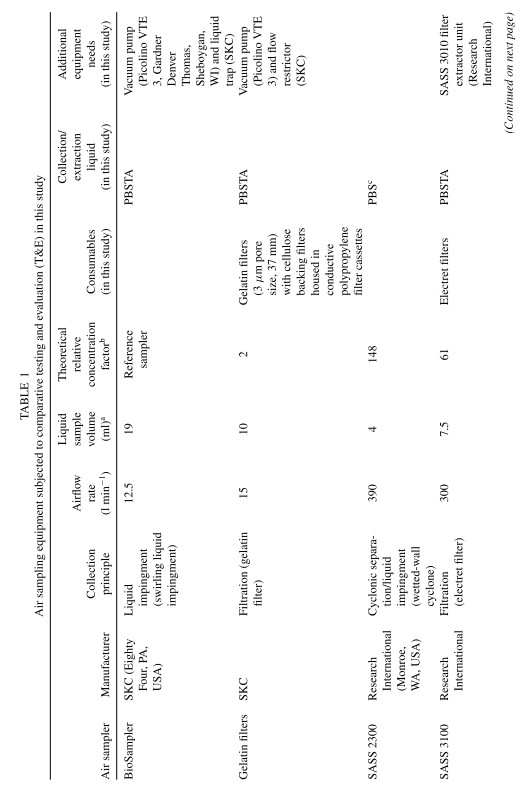 TABLE 1
Air sampling equipment subjected to comparative testing and evaluation (T&E) in this study
Air sampler Manufacturer Collection principle Airflow rate (l min⁻¹) Liquid sample volume (ml)ᵃ Theoretical relative concentration factorᵇ Consumables (in this study) Collection/ extraction liquid (in this study) Additional equipment needs (in this study)
BioSampler SKC (Eighty Liquid 12.5 19 Reference PBSTA Vacuum pump
Four, PA, impingment sampler (Picolino VTE
USA) (swirling liquid 3, Gardner
impingment) Denver
Thomas,
Sheboygan,
WI) and liquid
trap (SKC)
Gelatin filters SKC Filtration (gelatin 15 10 2 Gelatin filters PBSTA Vacuum pump
filter) (3 μm pore (Picolino VTE
size, 37 mm) 3) and flow
with cellulose restrictor
backing filters (SKC)
housed in
conductive
polypropylene
filter cassettes
SASS 2300 Research Cyclonic separa- 390 4 148 PBSᶜ
International tion/liquid
(Monroe, impingment
WA, USA) (wetted-wall
cyclone)
SASS 3100 Research Filtration 300 7.5 61 Electret filters PBSTA SASS 3010 filter
International (electret filter) extractor unit
(Research
International)
(Continued on next page)